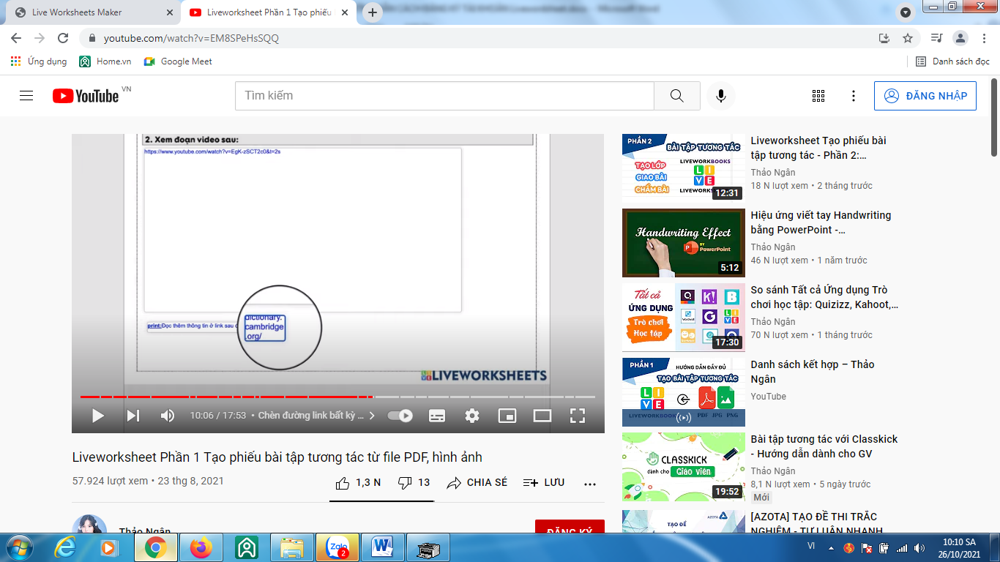 Live Worksheets Maker
Liveworksheet Phần 1 Tạo phiếu
youtube.com/watch?v=EM8SPeHsSQQ
Ứng dụng
Home.vn
Google Meet
Danh sách đọc
YouTube VN
Tìm kiếm
ĐĂNG NHẬP
2. Xem đoạn video sau:
https://www.youtube.com/watch?v=EgK-zSCT2c0&t=2s
print:Đọc thêm thông tin ở link sau
dictionary.
cambridge
.org/
LIVEWORKSHEETS
10:06 / 17:53 • Chèn đường link bất kỳ ...
Liveworksheet Phần 1 Tạo phiếu bài tập tương tác từ file PDF, hình ảnh
57.924 lượt xem • 23 thg 8, 2021
1,3 N
13
CHIA SẺ
LƯU
Thảo Ngân
ĐĂNG KÝ
PHẦN 2
BÀI TẬP TƯƠNG TÁC
TẠO LỚP
GIAO BÀI
CHẤM BÀI
LIVEWORKBOOKS
LIVE
LIVEWORKS
12:31
Liveworksheet Tạo phiếu bài
tập tương tác - Phần 2:...
Thảo Ngân
18 N lượt xem • 2 tháng trước
Handwriting Effect
BY
PowerPoint
5:12
Hiệu ứng viết tay Handwriting
bằng PowerPoint -...
Thảo Ngân
46 N lượt xem • 1 năm trước
Tất cả
ỨNG DỤNG
Trò chơi
Học tập
17:30
So sánh Tất cả Ứng dụng Trò
chơi học tập: Quizizz, Kahoot,...
Thảo Ngân
70 N lượt xem • 1 tháng trước
PHẦN 1
HƯỚNG DẪN ĐẦY ĐỦ
TẠO BÀI TẬP TƯƠNG TÁC
LIVE
LIVEWORKBOOKS
PDF JPG PNG
Danh sách kết hợp – Thảo
Ngân
YouTube
CLASSKICK
dành cho Giáo viên
19:52
Bài tập tương tác với Classkick
- Hướng dẫn dành cho GV
Thảo Ngân
8,1 N lượt xem • 5 ngày trước
Mới
AZOTA
TẠO ĐỀ
[AZOTA] TẠO ĐỀ THI TRẮC
NGHIỆM - TỰ LUẬN NHANH
Zalo
2
VI
10:10 SA
26/10/2021